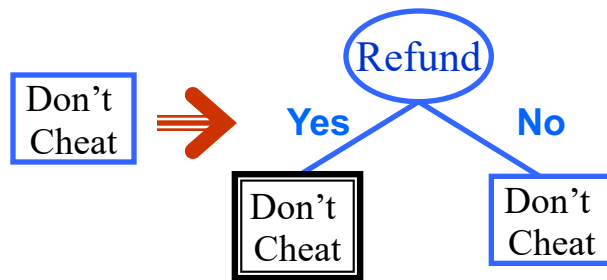 Refund
Don’t
Cheat
Yes
No
Don’t
Cheat
Don’t
Cheat